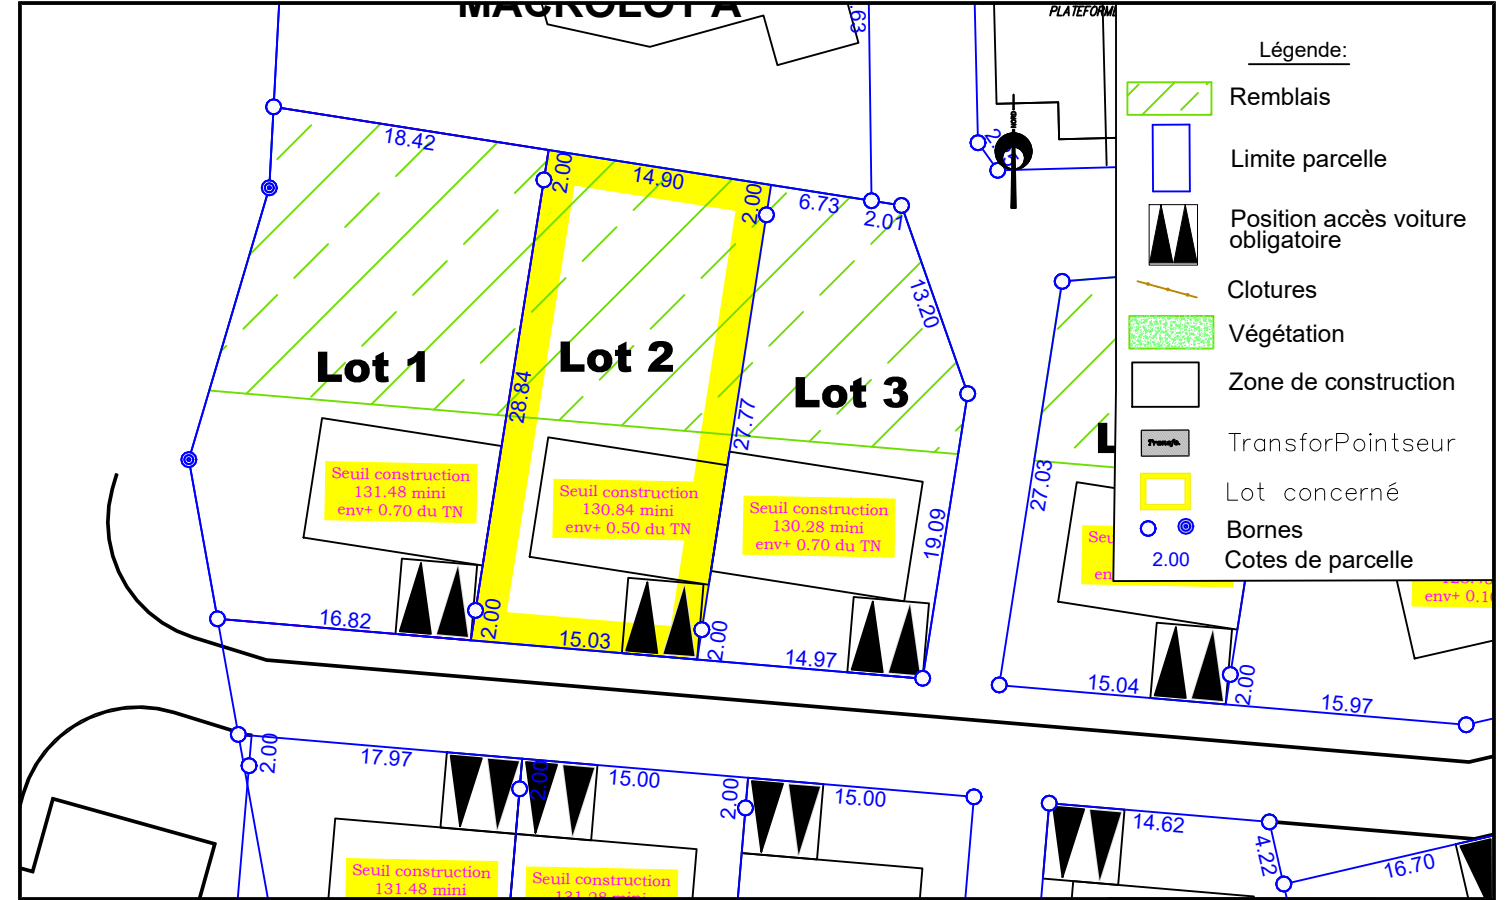 MACROLOT A
PLATEFORME
.63
Légende:
Remblais
Limite parcelle
Position accès voiture
obligatoire
Clotures
Végétation
Zone de construction
Transfo.
TransforPointseur
Lot concerné
Bornes
2.00
Cotes de parcelle
NORD
18.42
2.00
14.90
2.00
6.73
2.01
13.20
Lot 1
Lot 2
Lot 3
28.84
27.77
27.03
19.09
Seuil construction
131.48 mini
env+ 0.70 du TN
Seuil construction
130.84 mini
env+ 0.50 du TN
Seuil construction
130.28 mini
env+ 0.70 du TN
env+ 0.1
16.82
2.00
15.03
2.00
14.97
15.04
2.00
15.97
2.00
17.97
2.00
15.00
2.00
15.00
14.62
4.22
16.70
Seuil construction
131.48 mini
Seuil construction
131.28 mini